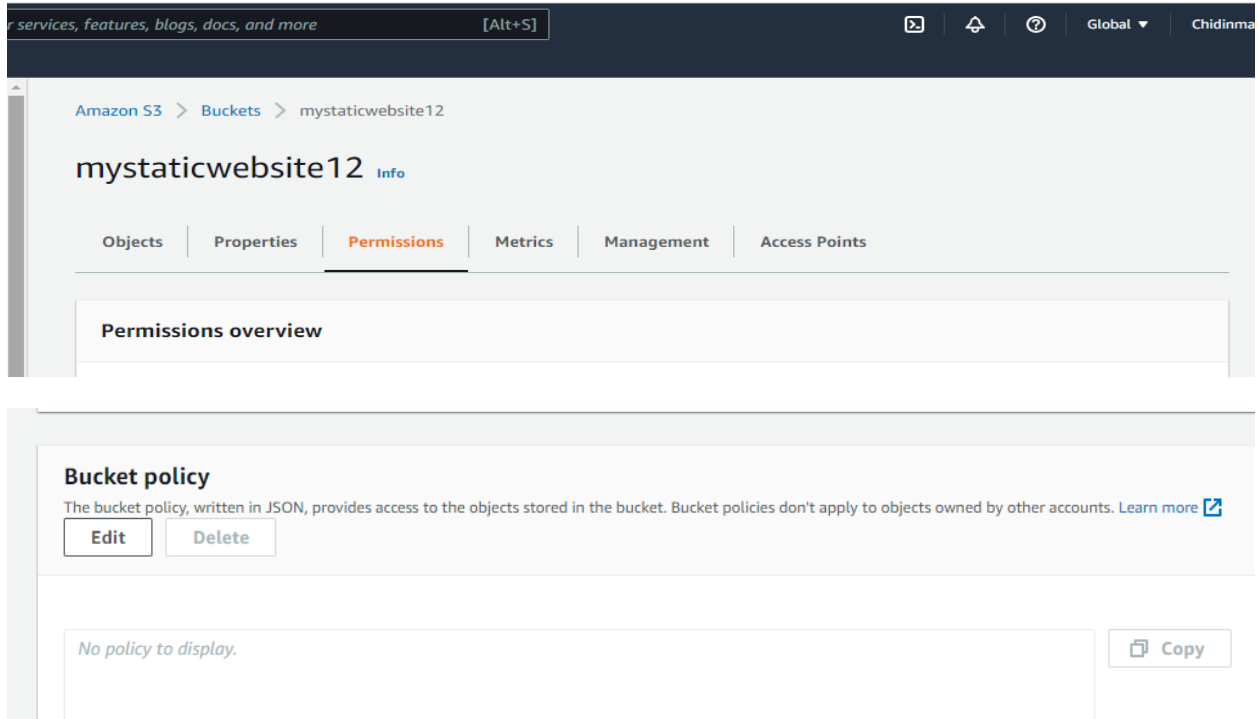 r services, features, blogs, docs, and more [Alt+S] Global Chidinma
Amazon S3 > Buckets > mystaticwebsite12
mystaticwebsite12 Info
Objects Properties Permissions Metrics Management Access Points
Permissions overview
Bucket policy
The bucket policy, written in JSON, provides access to the objects stored in the bucket. Bucket policies don't apply to objects owned by other accounts. Learn more
Edit Delete
No policy to display. Copy